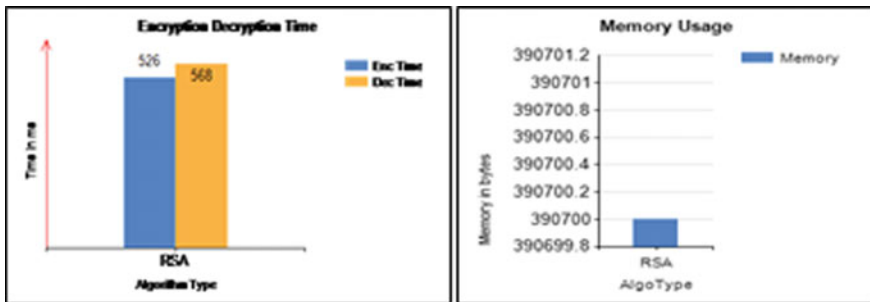 Encryption Decryption Time
526
568
Enc Time
Dec Time
Time in ms
RSA
Algorithm Type
Memory Usage
390701.2
390701
390700.8
390700.6
390700.4
390700.2
390700
390699.8
Memory
Memory in bytes
RSA
AlgoType